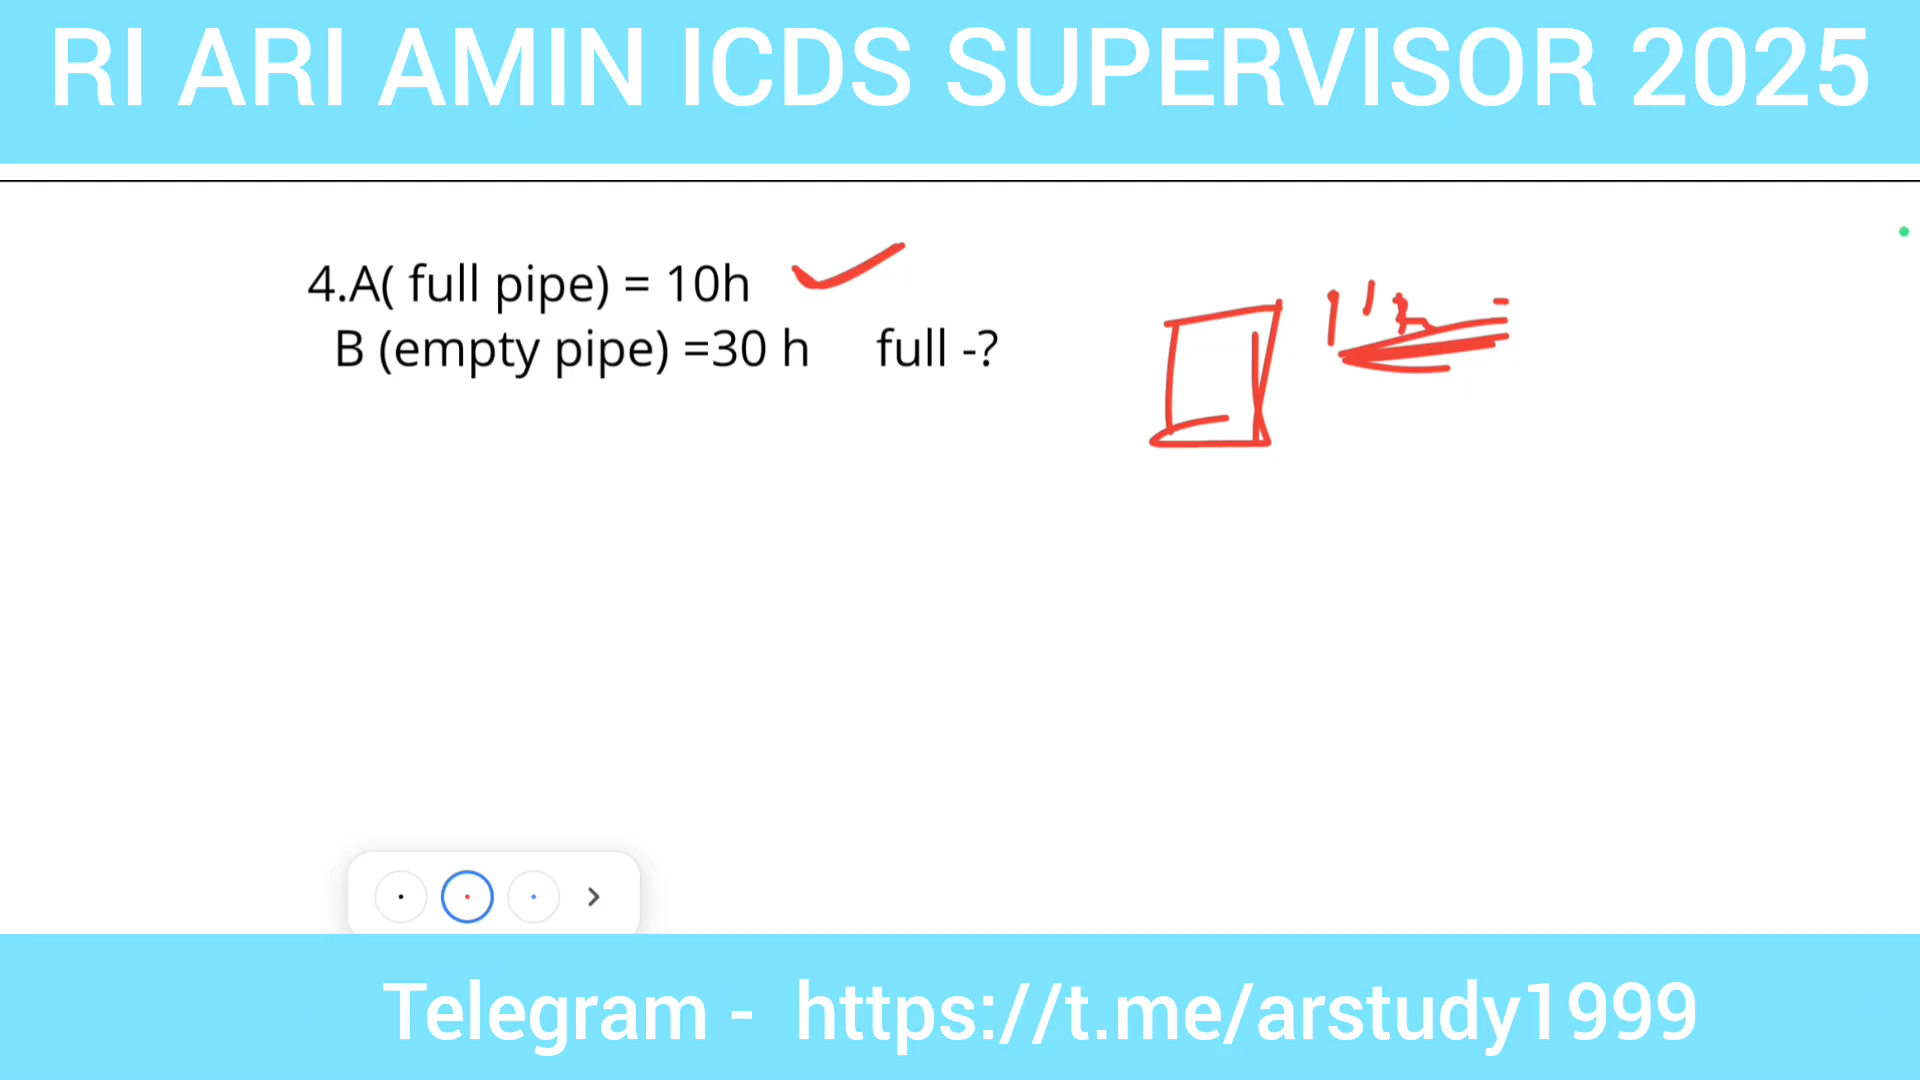 RI ARI AMIN ICDS SUPERVISOR 2025
4.A( full pipe) = 10h
B (empty pipe) =30 h full -?
Telegram - https://t.me/arstudy1999